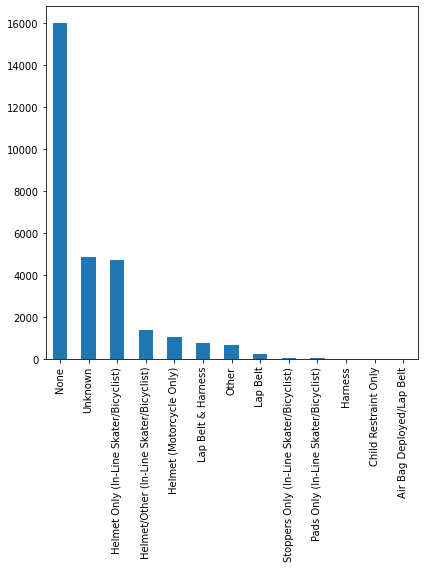 16000
14000
12000
10000
8000
6000
4000
2000
0
None
Unknown
Helmet Only (In-Line Skater/Bicyclist)
Helmet/Other (In-Line Skater/Bicyclist)
Helmet (Motorcycle Only)
Lap Belt & Harness
Other
Lap Belt
Stoppers Only (In-Line Skater/Bicyclist)
Pads Only (In-Line Skater/Bicyclist)
Harness
Child Restraint Only
Air Bag Deployed/Lap Belt